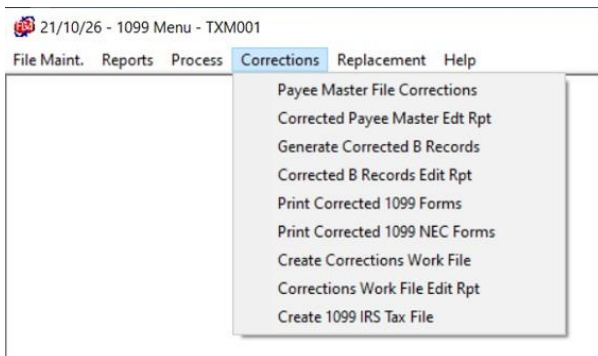 21/10/26 - 1099 Menu - TXM001
File Maint. Reports Process Corrections Replacement Help
Payee Master File Corrections
Corrected Payee Master Edt Rpt
Generate Corrected B Records
Corrected B Records Edit Rpt
Print Corrected 1099 Forms
Print Corrected 1099 NEC Forms
Create Corrections Work File
Corrections Work File Edit Rpt
Create 1099 IRS Tax File